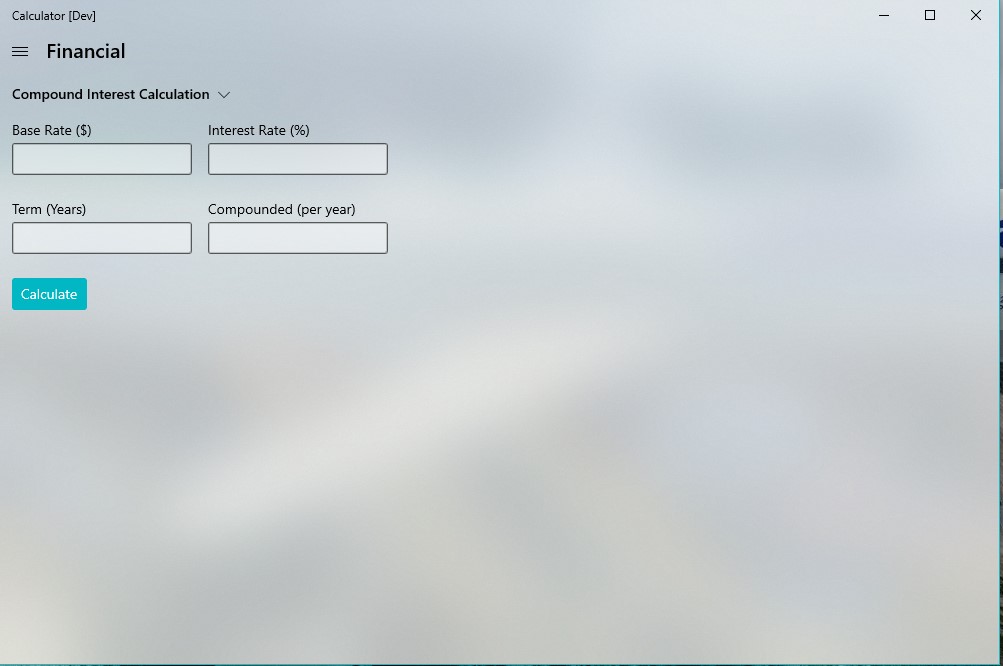 Calculator [Dev]
Financial
Compound Interest Calculation
Base Rate ($) Interest Rate (%)
Term (Years) Compounded (per year)
Calculate